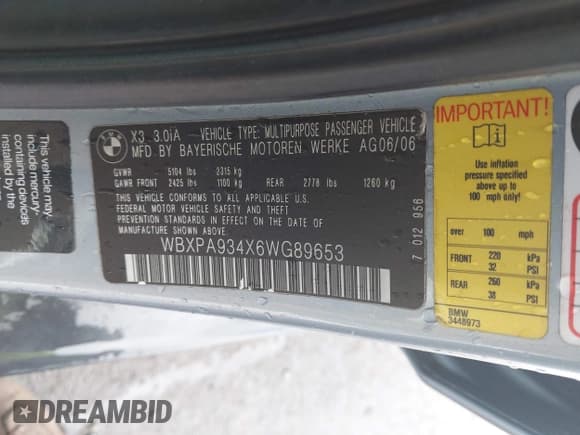 This vehicle may
include mercury-
containing devices
installed by the
BMW
X3 3.0iA VEHICLE TYPE: MULTIPURPOSE PASSENGER VEHICLE
MFD BY BAYERISCHE MOTOREN WERKE AG06/06
GVWR 5104 lbs 2315 kg
GAWR FRONT 2425 lbs 1100 kg REAR 2778 lbs 1260 kg
THIS VEHICLE CONFORMS TO ALL APPLICABLE U.S.
FEDERAL MOTOR VEHICLE SAFETY, BUMPER, AND
THEFT PREVENTION STANDARDS IN EFFECT ON THE DATE OF
MANUFACTURE SHOWN ABOVE.
WBXPA934X6WG89653
7 012 956
IMPORTANT!
Use inflation
pressure specified
above up to
100 mph only!
over 100 mph
FRONT 220 kPa
32 PSI
REAR 260 kPa
38 PSI
BMW
3448973
DREAMBID